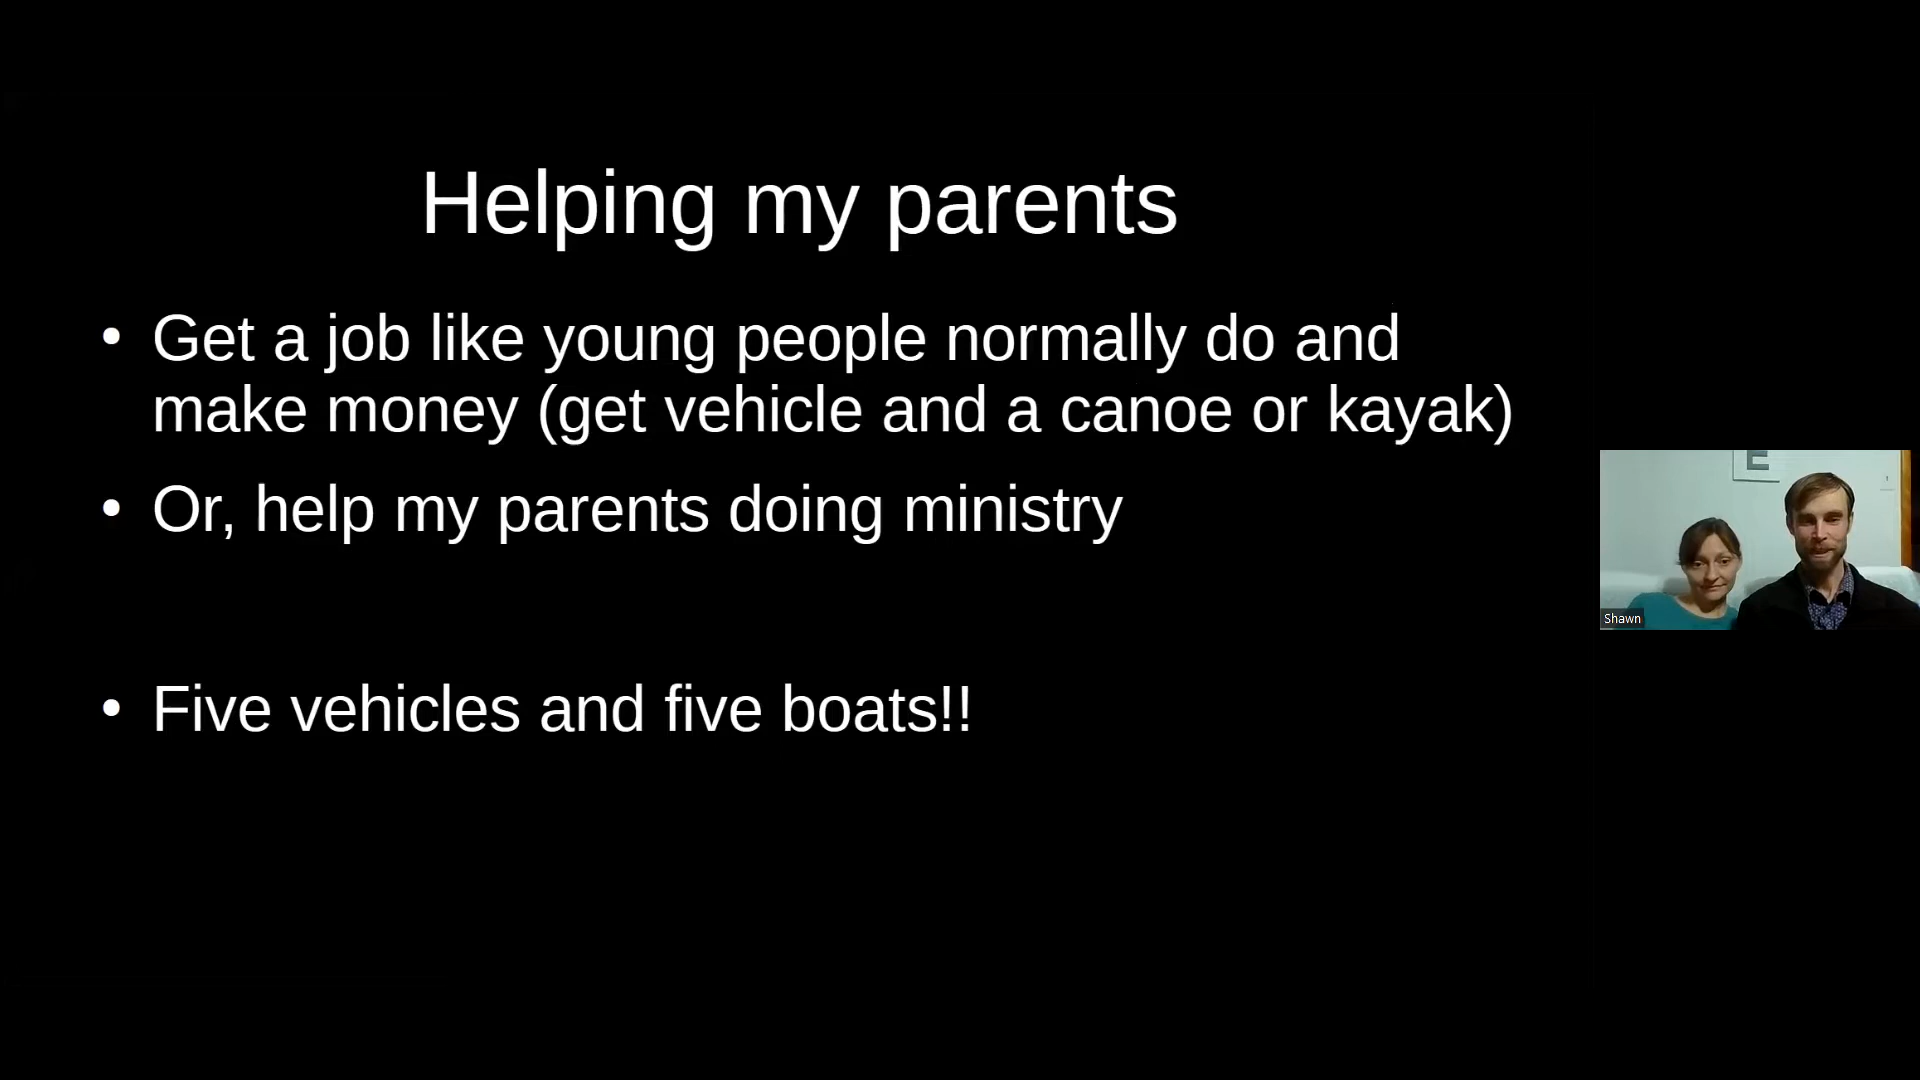 Helping my parents
• Get a job like young people normally do and
make money (get vehicle and a canoe or kayak)
• Or, help my parents doing ministry
• Five vehicles and five boats!!
E
Shawn